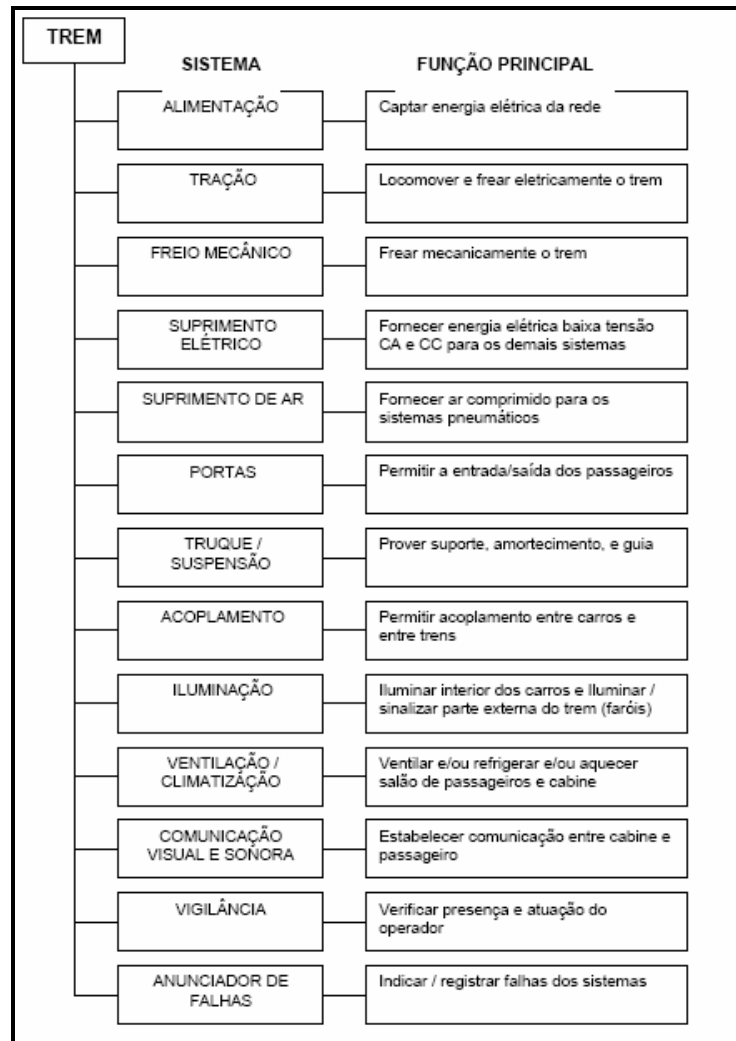 TREM
SISTEMA
FUNÇÃO PRINCIPAL
ALIMENTAÇÃO
Captar energia elétrica da rede
TRAÇÃO
Locomover e frear eletricamente o trem
FREIO MECÂNICO
Frear mecanicamente o trem
SUPRIMENTO
ELÉTRICO
Fornecer energia elétrica baixa tensão
CA e CC para os demais sistemas
SUPRIMENTO DE AR
Fornecer ar comprimido para os
sistemas pneumáticos
PORTAS
Permitir a entrada/saída dos passageiros
TRUQUE /
SUSPENSÃO
Prover suporte, amortecimento, e guia
ACOPLAMENTO
Permitir acoplamento entre carros e
entre trens
ILUMINAÇÃO
Iluminar interior dos carros e Iluminar /
sinalizar parte externa do trem (faróis)
VENTILAÇÃO /
CLIMATIZAÇÃO
Ventilar e/ou refrigerar e/ou aquecer
salão de passageiros e cabine
COMUNICAÇÃO
VISUAL E SONORA
Estabelecer comunicação entre cabine e
passageiro
VIGILÂNCIA
Verificar presença e atuação do
operador
ANUNCIADOR DE
FALHAS
Indicar / registrar falhas dos sistemas